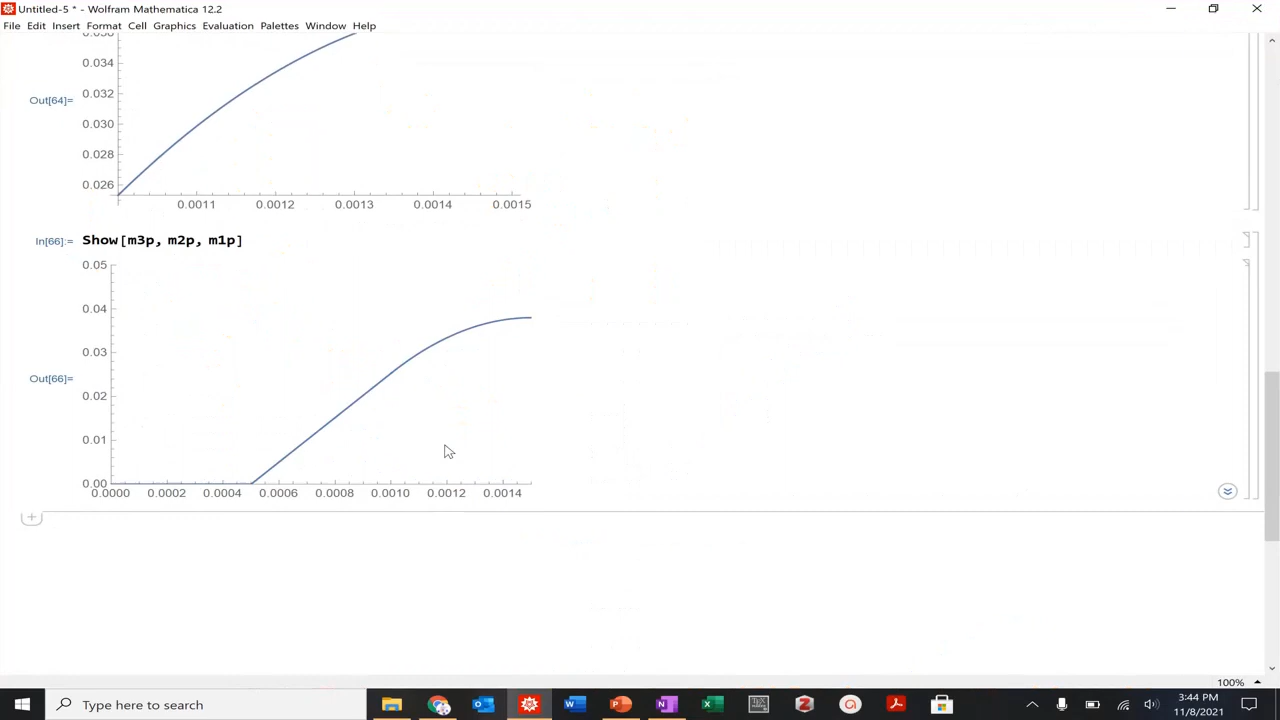 Untitled-5 * - Wolfram Mathematica 12.2
File Edit Insert Format Cell Graphics Evaluation Palettes Window Help
0.034
0.032
Out[64]=
0.030
0.028
0.026
0.0011 0.0012 0.0013 0.0014 0.0015
In[66]:= Show[m3p, m2p, m1p]
0.05
0.04
0.03
Out[66]=
0.02
0.01
0.00
0.0000 0.0002 0.0004 0.0006 0.0008 0.0010 0.0012 0.0014
100%
Type here to search
3:44 PM
11/8/2021